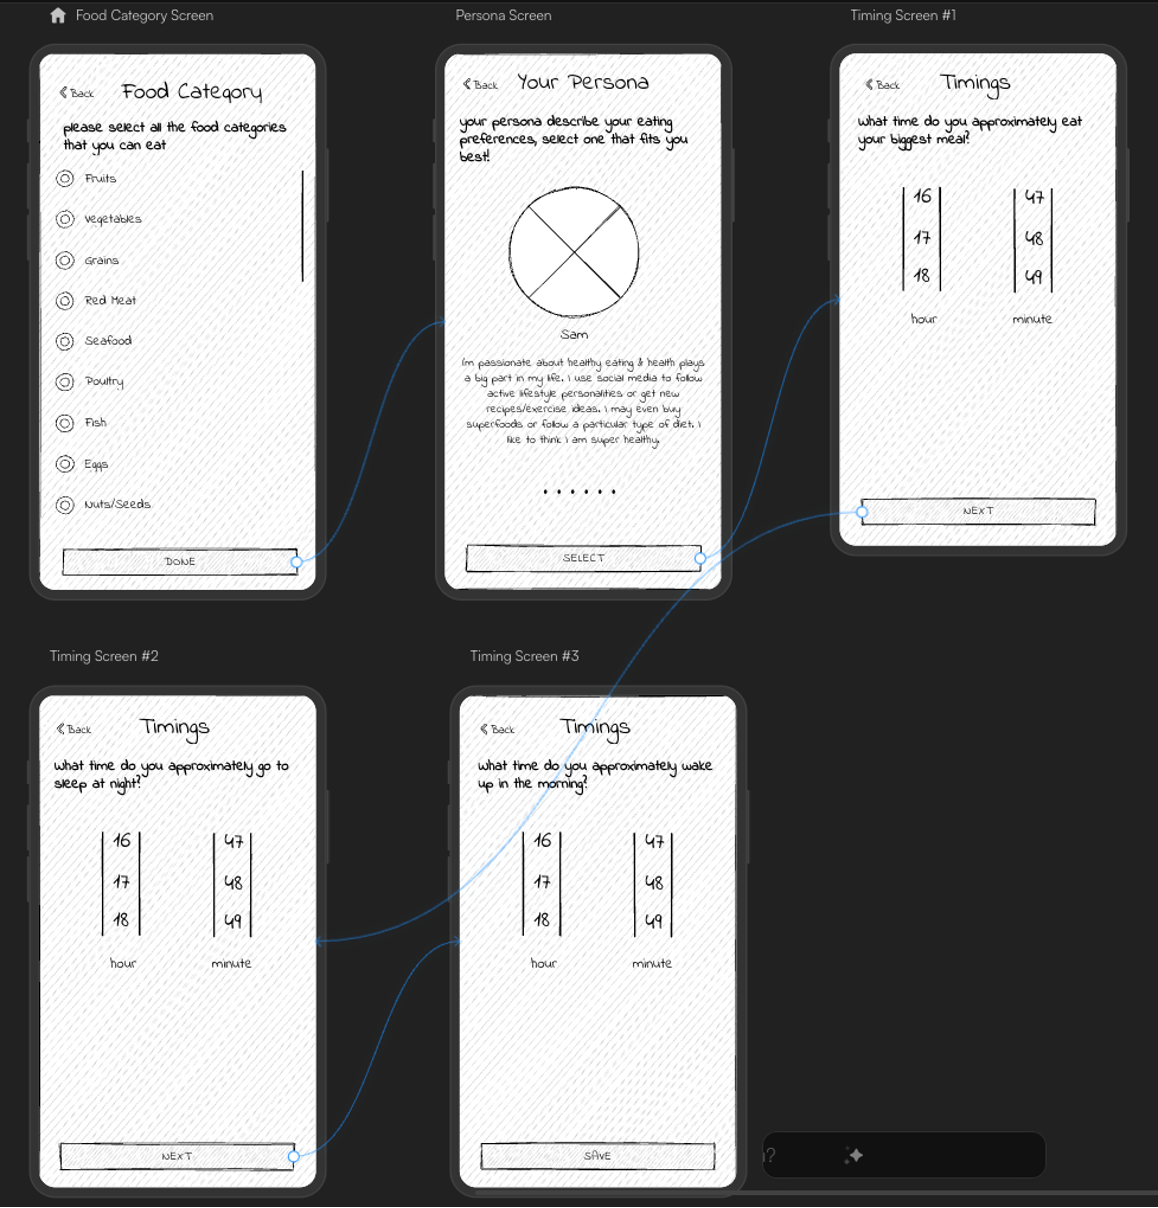 Food Category Screen
Back
Food Category
please select all the food categories
that you can eat
Fruits
Vegetables
Grains
Red Meat
Seafood
Poultry
Fish
Eggs
Nuts/Seeds
DONE
Persona Screen
Back
Your Persona
your persona describe your eating
preferences, select one that fits you
best!
Sam
I'm passionate about healthy eating & health plays
a big part in my life. i use social media to follow
active lifestyle personalities or get new
recipes/exercise ideas. i may even buy
superfoods or follow a particular type of diet. i
like to think i am super healthy.
SELECT
Timing Screen #1
Back
Timings
what time do you approximately eat
your biggest meal?
16 47
17 48
18 49
hour minute
NEXT
Timing Screen #2
Back
Timings
what time do you approximately go to
sleep at night?
16 47
17 48
18 49
hour minute
NEXT
Timing Screen #3
Back
Timings
what time do you approximately wake
up in the morning?
16 47
17 48
18 49
hour minute
SAVE
?